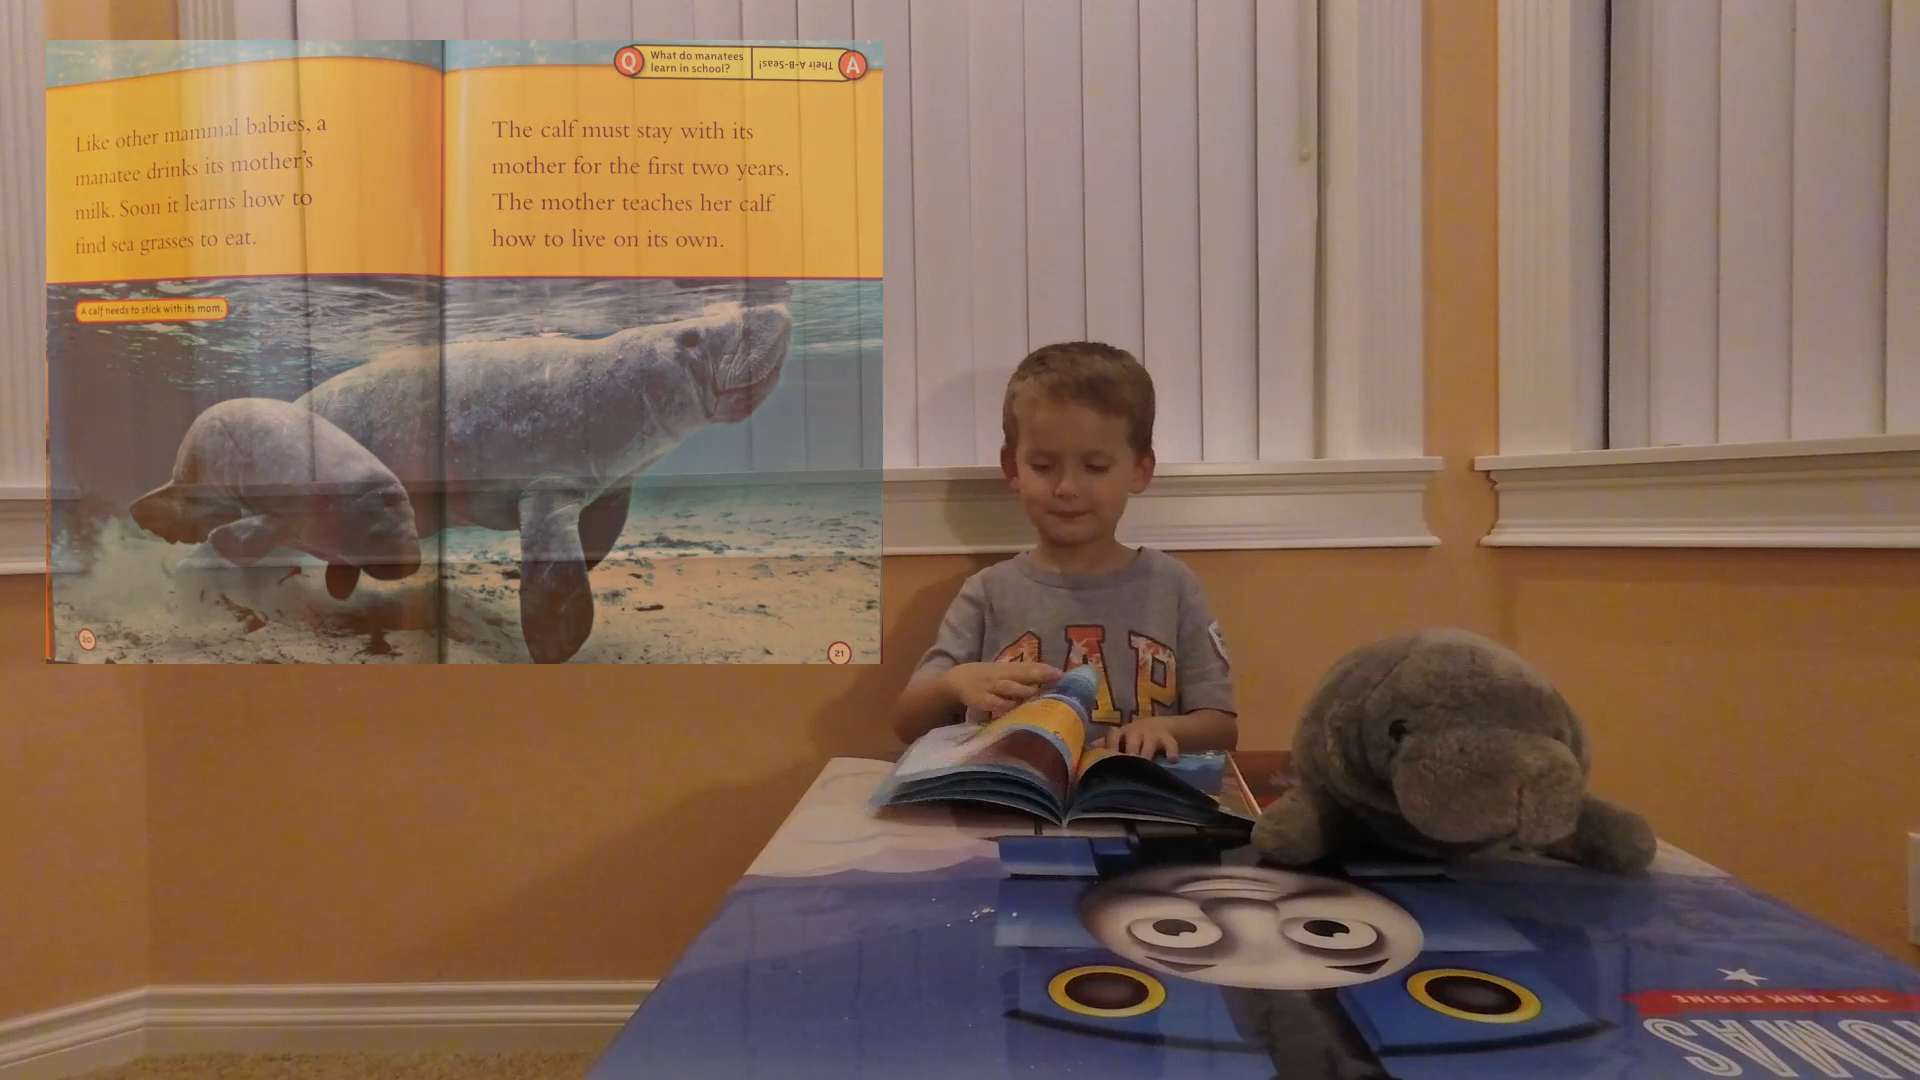 What do manatees
learn in school?
Q
Their A-B-Seas!
A
Like other mammal babies, a
manatee drinks its mother's
milk. Soon it learns how to
find sea grasses to eat.
The calf must stay with its
mother for the first two years.
The mother teaches her calf
how to live on its own.
A calf needs to stick with its mom.
20
21
GAP
THE TANK ENGINE